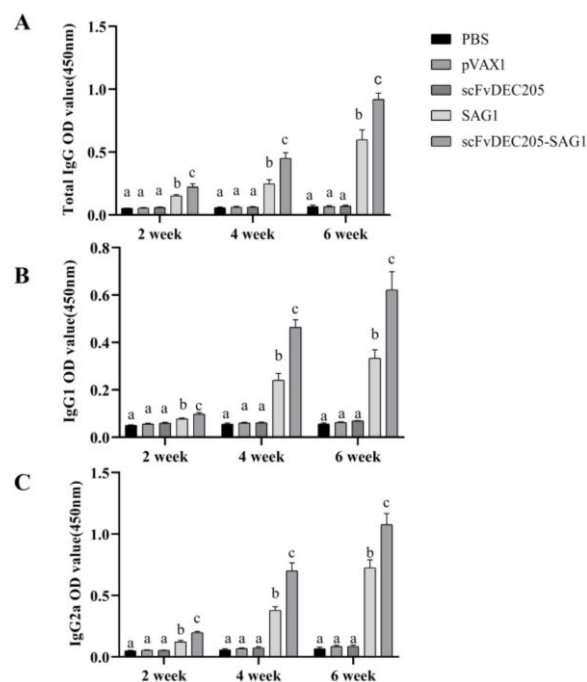 A
Total IgG OD value(450nm)
1.5
1.0
0.5
0.0
a a a b c
a a a b c
a a a b c
2 week 4 week 6 week
PBS
pVAX1
scFvDEC205
SAG1
scFvDEC205-SAG1
B
IgG1 OD value(450nm)
0.8
0.6
0.4
0.2
0.0
a a a b c
a a a b c
a a a b c
2 week 4 week 6 week
C
IgG2a OD value(450nm)
1.5
1.0
0.5
0.0
a a a b c
a a a b c
a a a b c
2 week 4 week 6 week